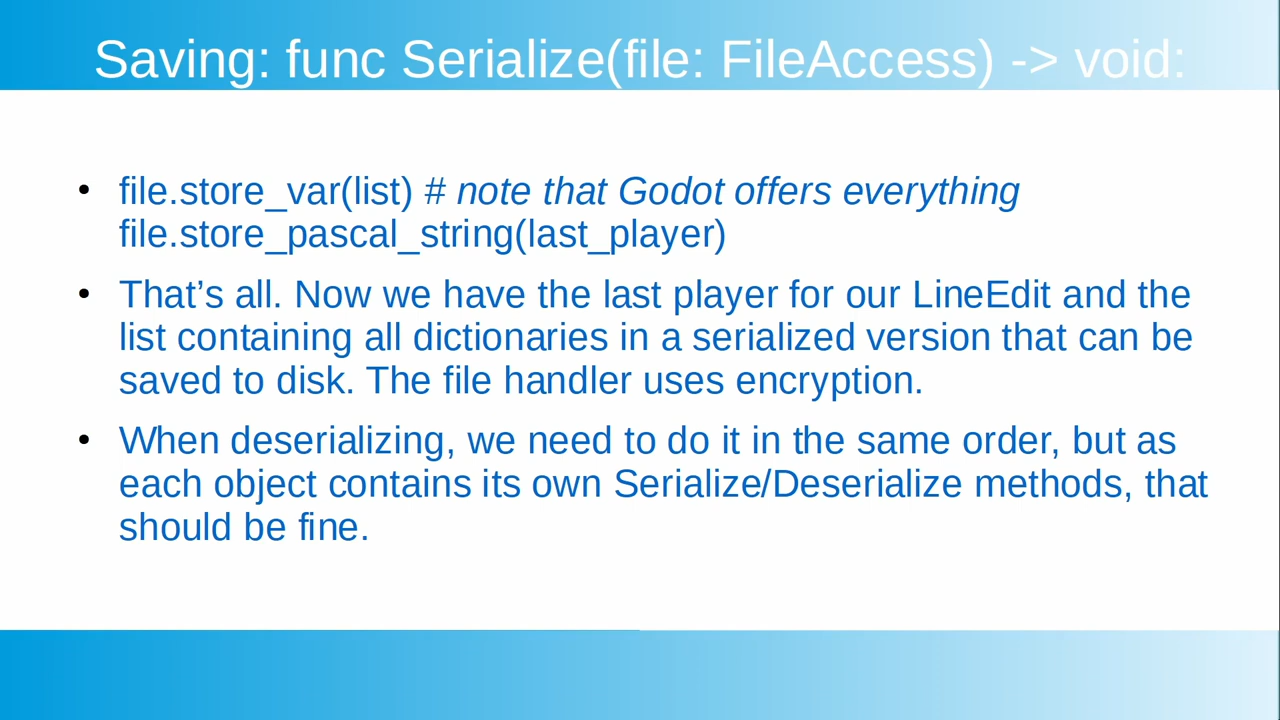 Saving: func Serialize(file: FileAccess) -> void:
• file.store_var(list) # note that Godot offers everything
file.store_pascal_string(last_player)
• That’s all. Now we have the last player for our LineEdit and the
list containing all dictionaries in a serialized version that can be
saved to disk. The file handler uses encryption.
• When deserializing, we need to do it in the same order, but as
each object contains its own Serialize/Deserialize methods, that
should be fine.